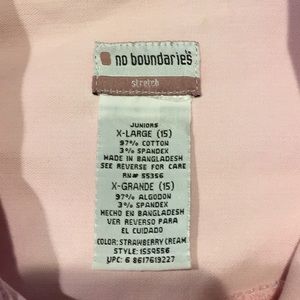 no boundaries
stretch
JUNIORS
X-LARGE (15)
97% COTTON
3% SPANDEX
MADE IN BANGLADESH
SEE REVERSE FOR CARE
RN# 55356
X-GRANDE (15)
97% ALGODON
3% SPANDEX
HECHO EN BANGLADESH
VER REVERSO PARA
EL CUIDADO
COLOR: STRAWBERRY CREAM
STYLE: 1559556
UPC: 6 8617619227